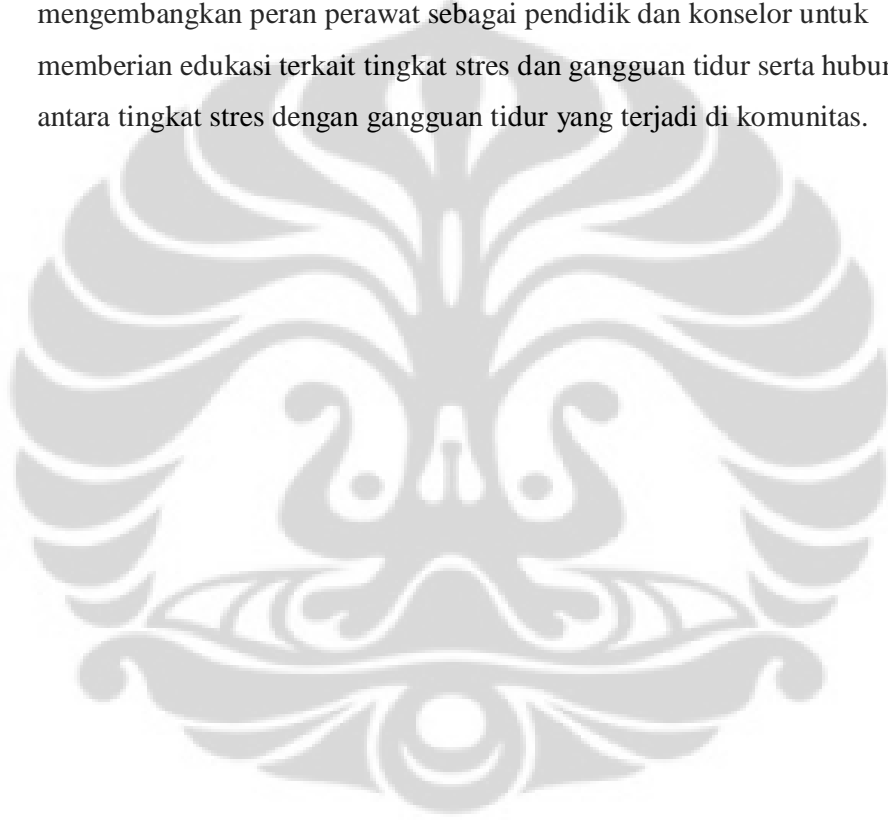 mengembangkan peran perawat sebagai pendidik dan konselor untuk
memberian edukasi terkait tingkat stres dan gangguan tidur serta
antara tingkat stres dengan gangguan tidur yang terjadi di komunitas.